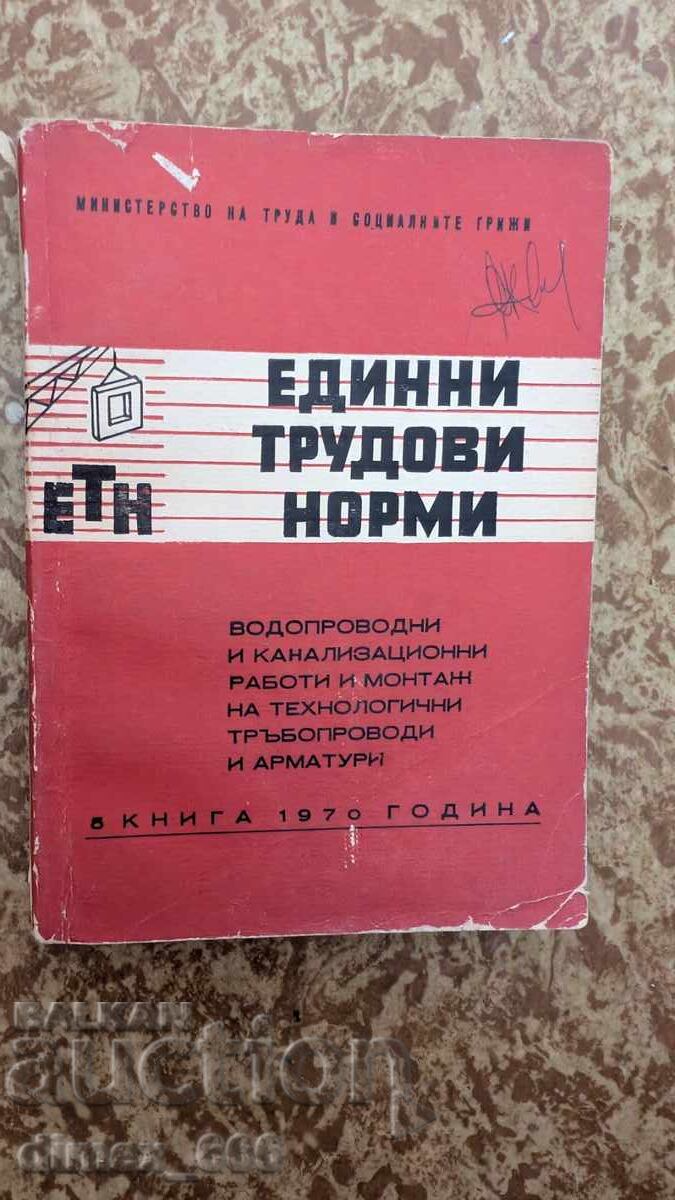 МИНИСТЕРСТВО НА ТРУДА И СОЦИАЛНИТЕ ГРИЖИ
ЕДИННИ
ТРУДОВИ
НОРМИ
ЕТН
ВОДОПРОВОДНИ
И КАНАЛИЗАЦИОННИ
РАБОТИ И МОНТАЖ
НА ТЕХНОЛОГИЧНИ
ТРЪБОПРОВОДИ
И АРМАТУРИ
5 КНИГА 1970 ГОДИНА
BALKAN
auction
dimex_666